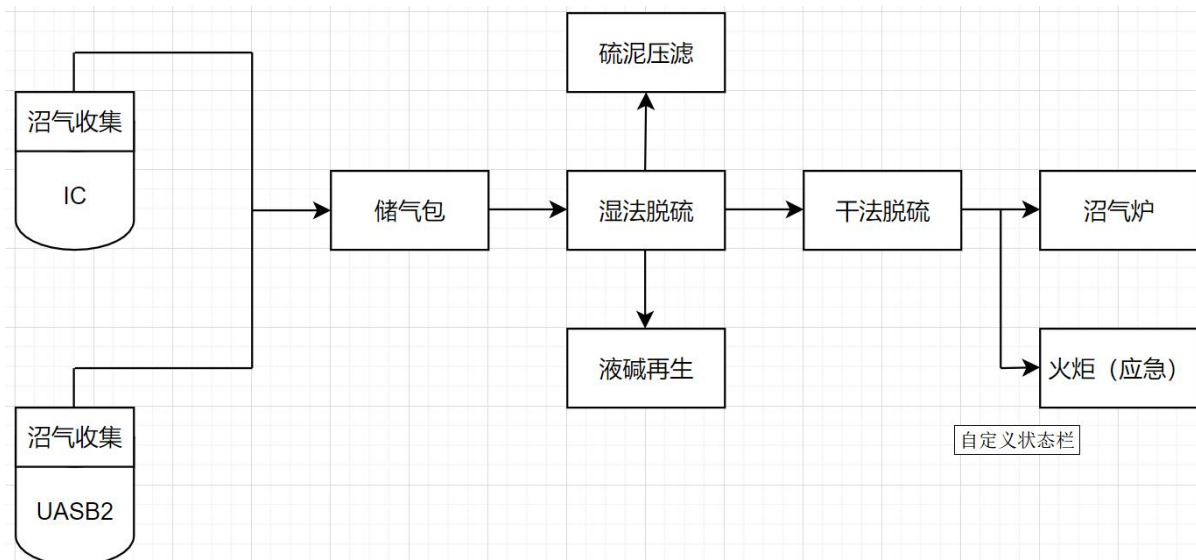 硫泥压滤
沼气收集
IC
储气包
湿法脱硫
干法脱硫
沼气炉
液碱再生
火炬（应急）
沼气收集
自定义状态栏
UASB2